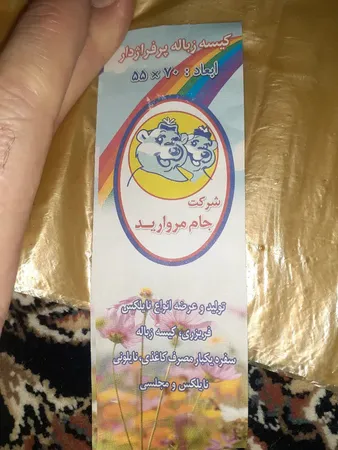 کیسه زباله پرفراژدار
ابعاد : ۷۰ × ۵۵
شرکت
جام مروارید
تولید و عرضه انواع نایلکس
فریزری، کیسه زباله
سفره یکبار مصرف کاغذی نایلونی
نایلکس و مجلسی